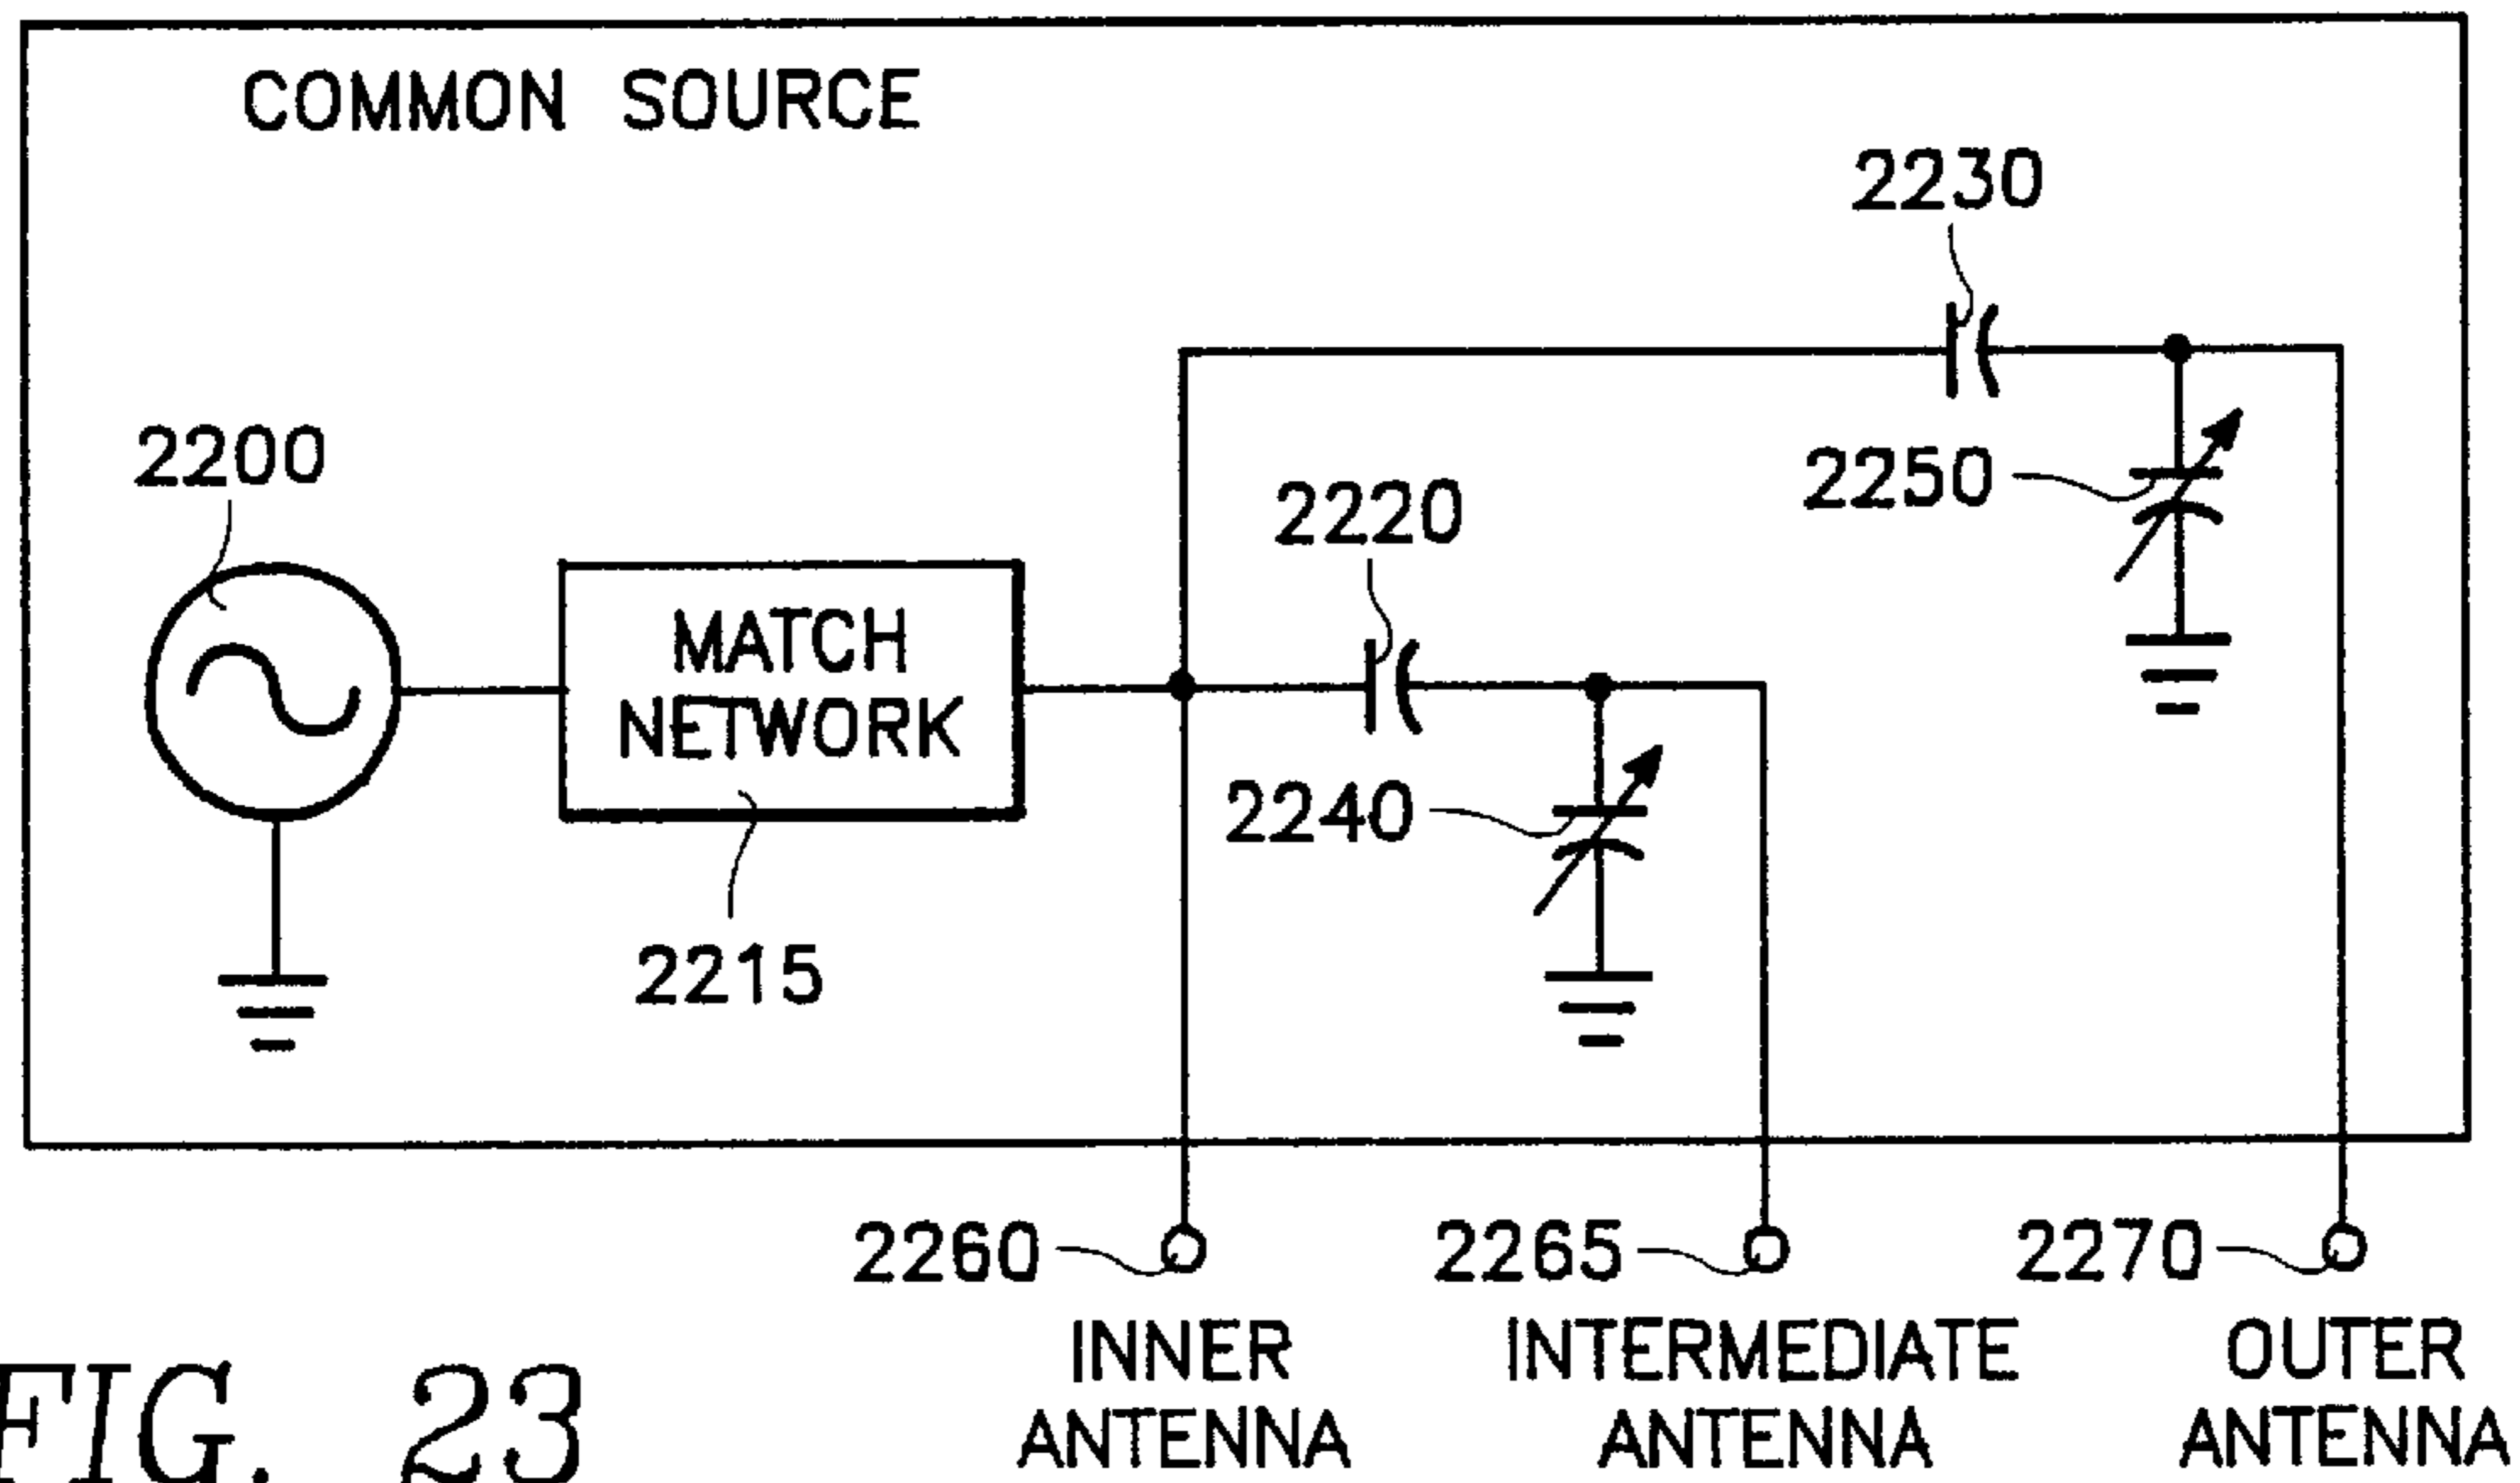 COMMON SOURCE
2230
2200
2250
2220
MATCH
NETWORK
2240
2215
2260
2265
2270
INNER
ANTENNA
INTERMEDIATE
ANTENNA
OUTER
ANTENNA
FIG. 23